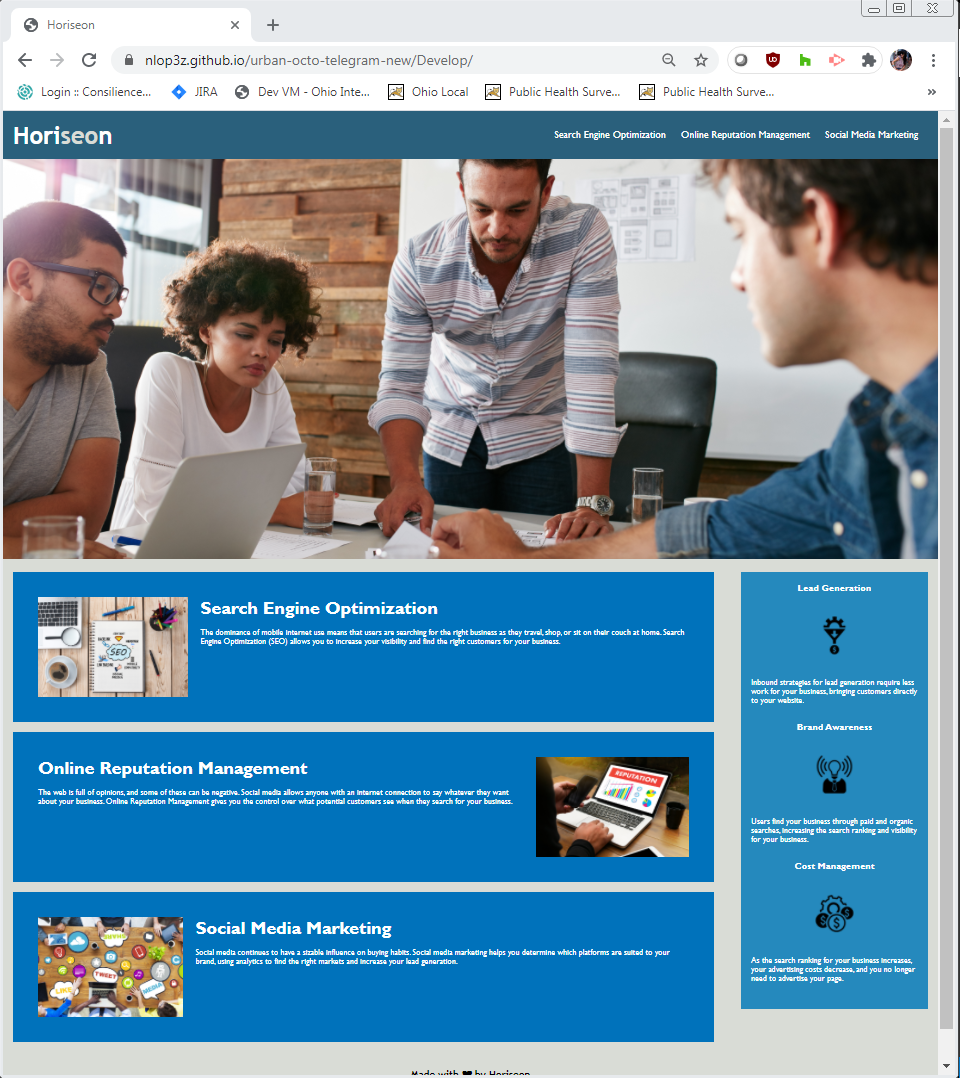 Horiseon
nlop3z.github.io/urban-octo-telegram-new/Develop/
Login :: Consilience... JIRA Dev VM - Ohio Inte... Ohio Local Public Health Surve... Public Health Surve... »
Horiseon
Search Engine Optimization Online Reputation Management Social Media Marketing
Search Engine Optimization
The dominance of mobile internet use means that users are searching for the right business as they travel, shop, or sit on their couch at home. Search
Engine Optimization (SEO) allows you to increase your visibility and find the right customers for your business.
SEO
Online Reputation Management
The web is full of opinions, and some of these can be negative. Social media allows anyone with an internet connection to say whatever they want
about your business. Online Reputation Management gives you the control over what potential customers see when they search for your business.
REPUTATION
Social Media Marketing
Social media continues to have a sizable influence on buying habits. Social media marketing helps you determine which platforms are suited to your
brand, using analytics to find the right markets and increase your lead generation.
TWEET
LIKE
MEDIA
Lead Generation
Inbound strategies for lead generation require less
work for your business, bringing customers directly
to your website.
Brand Awareness
Users find your business through paid and organic
searches, increasing the search ranking and visibility
for your business.
Cost Management
As the search ranking for your business increases,
your advertising costs decrease, and you no longer
need to advertise your page.
Made with ❤ by Horiseon